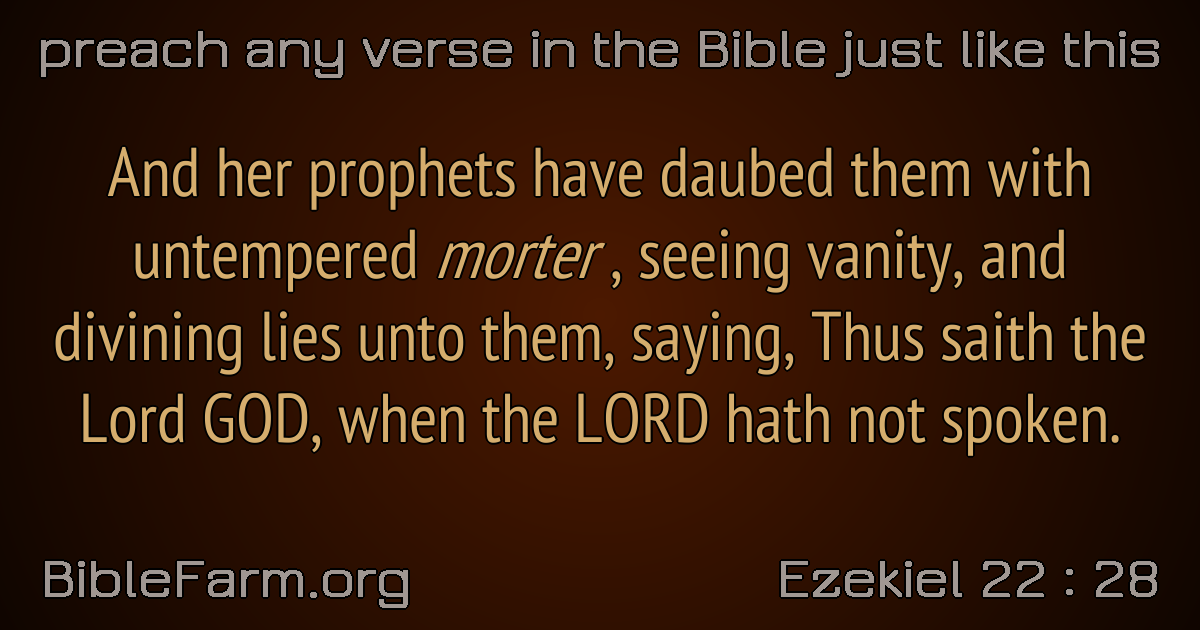 preach any verse in the Bible just like this
And her prophets have daubed them with
untempered morter , seeing vanity, and
divining lies unto them, saying, Thus saith the
Lord GOD, when the LORD hath not spoken.
BibleFarm.org
Ezekiel 22 : 28